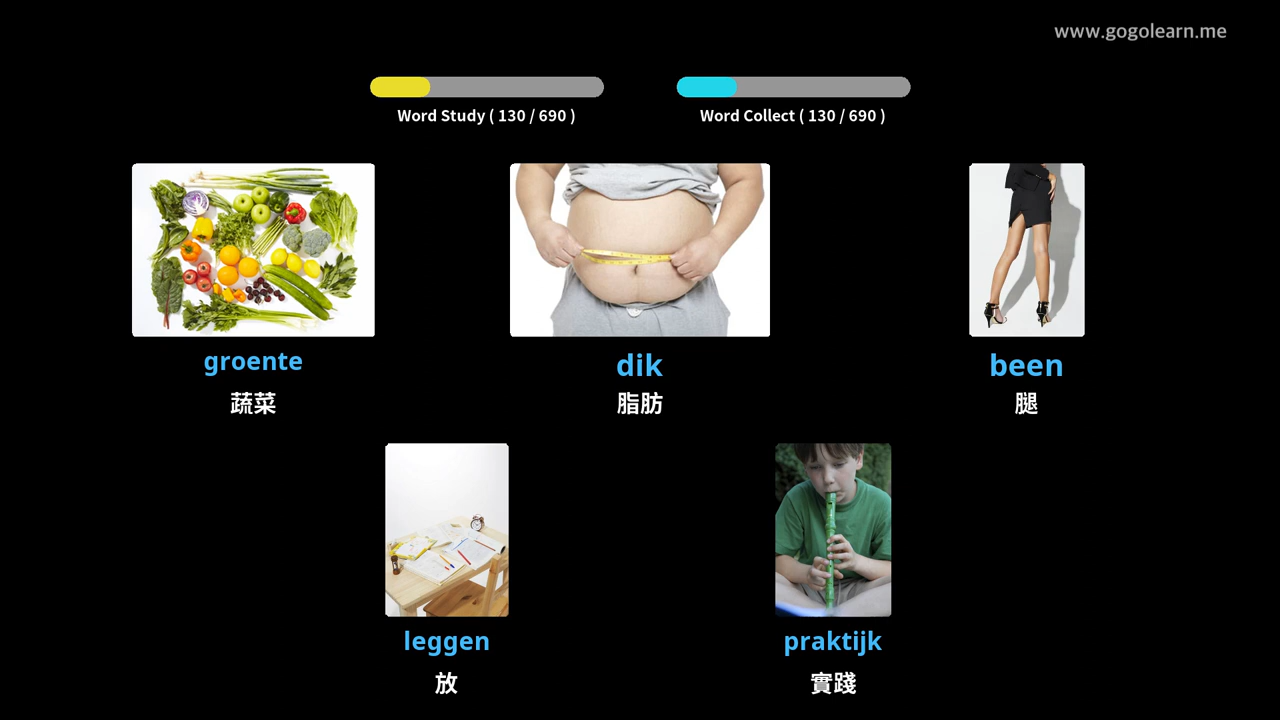 www.gogolearn.me
Word Study ( 130 / 690 )
Word Collect ( 130 / 690 )
groente
蔬菜
dik
脂肪
been
腿
leggen
放
praktijk
實踐